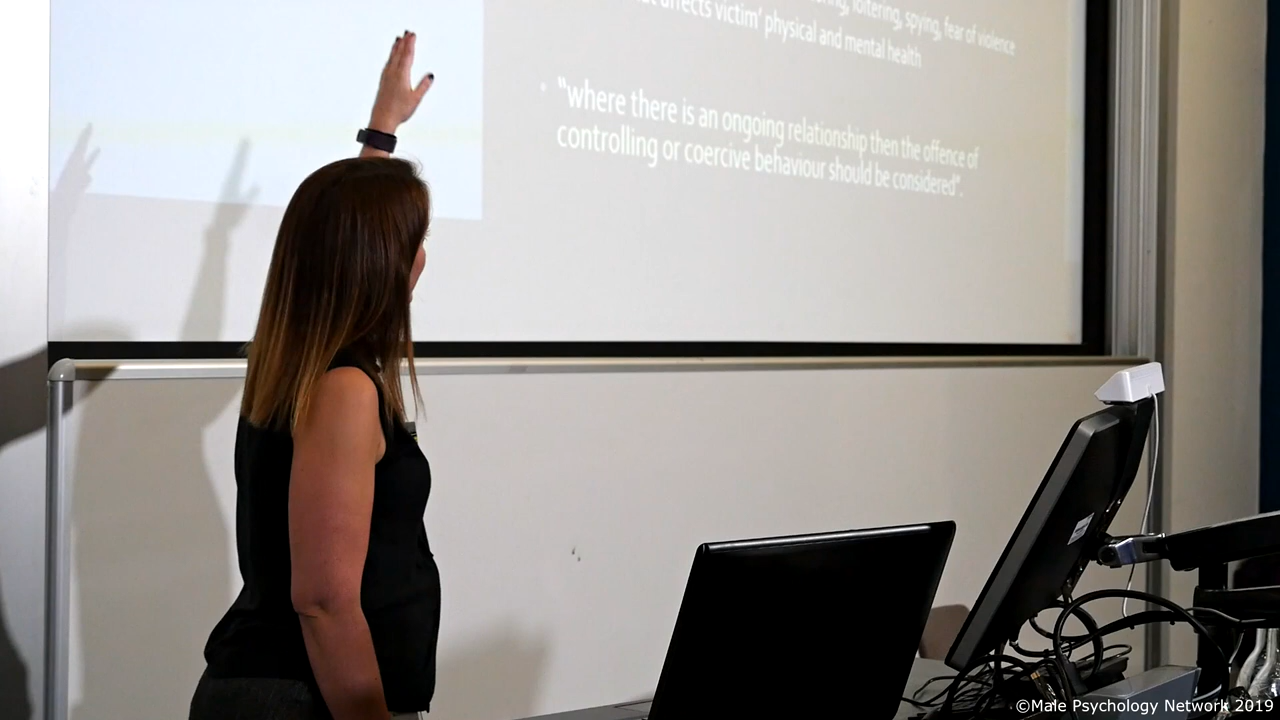 loitering, spying, fear of violence
affects victim' physical and mental health
"where there is an ongoing relationship then the offence of
controlling or coercive behaviour should be considered".
©Male Psychology Network 2019